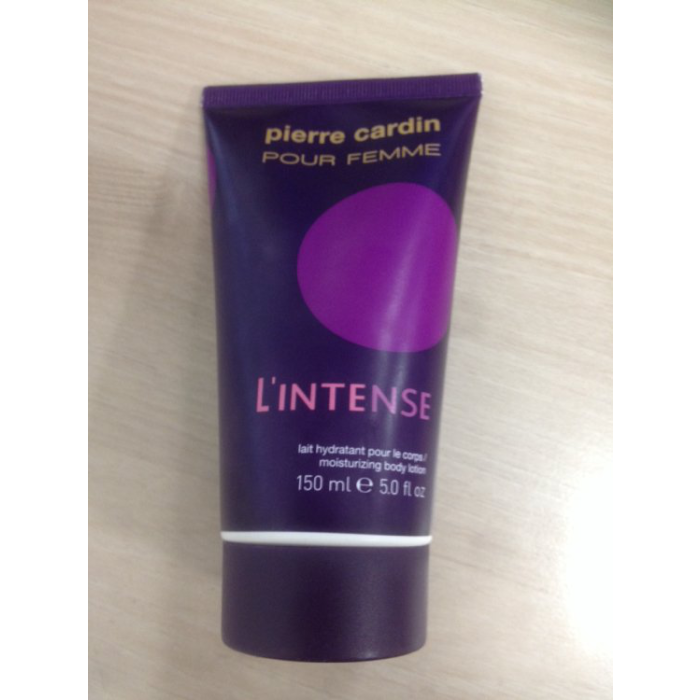 pierre cardin
POUR FEMME
L'INTENSE
lait hydratant pour le corps/
moisturizing body lotion
150 ml ℮ 5.0 fl oz